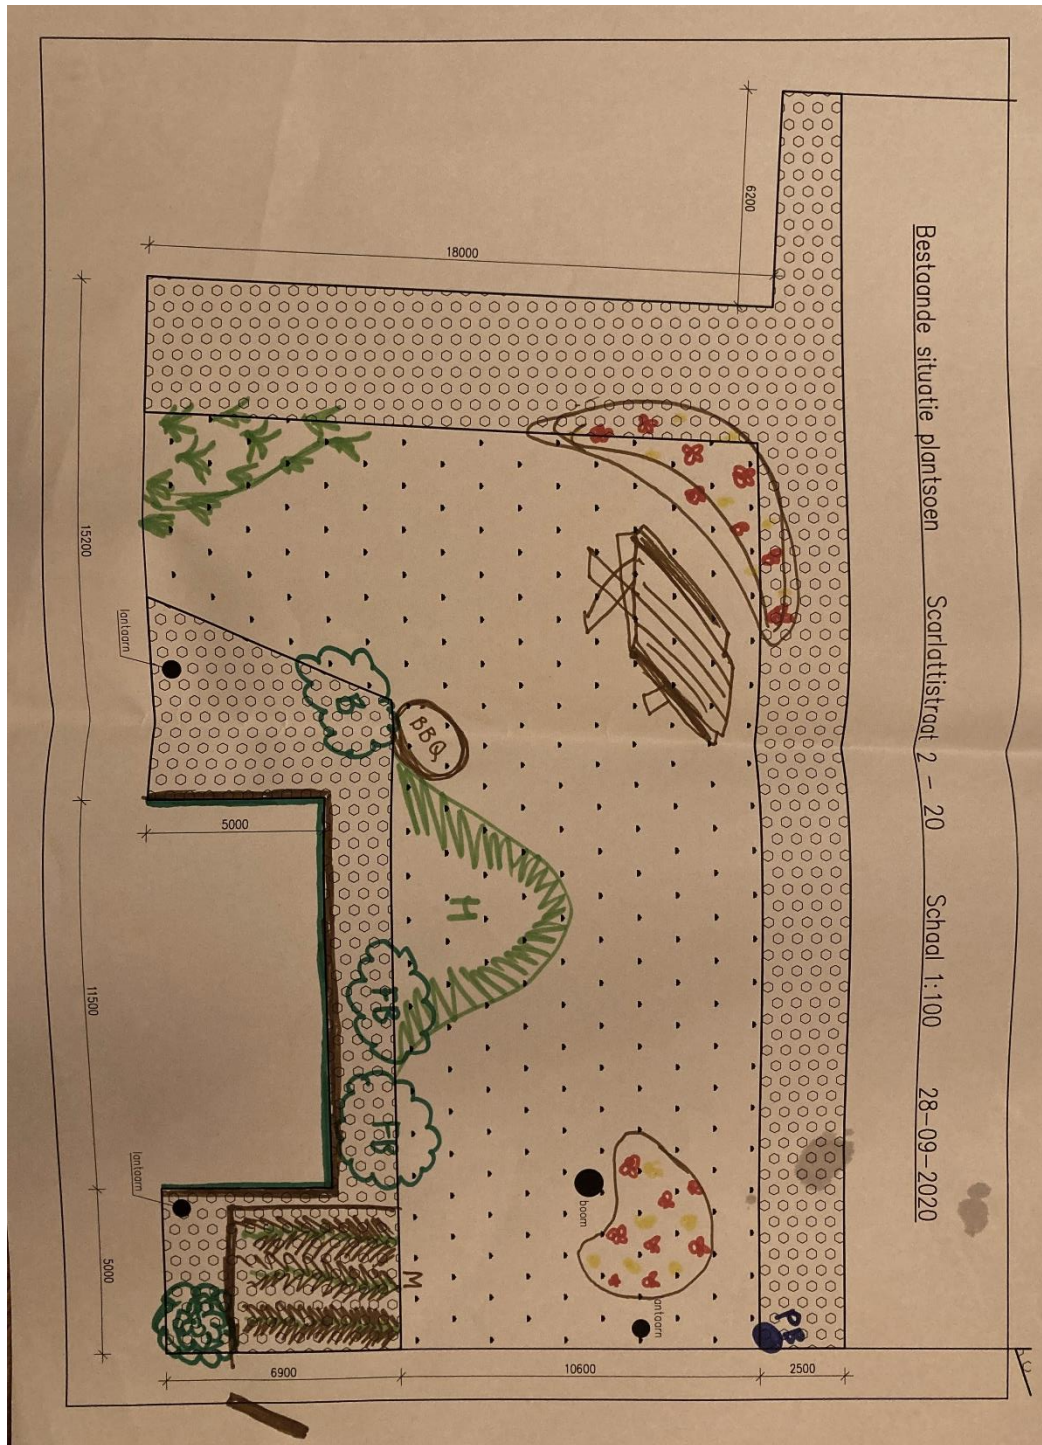 Bestaande situatie plantsoen Scarlattistraat 2 - 20 Schaal 1:100 28-09-2020
6200
18000
15200
lantaarn
B
BBQ
5000
H
11500
FB
FB
lantaarn
boom
M
5000
lantaarn
PB
6900
10600
2500